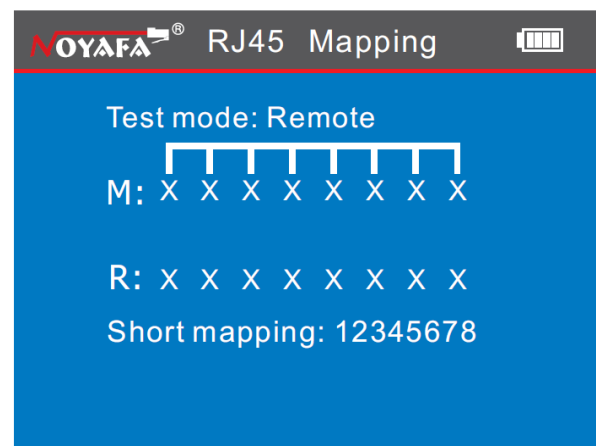 NOYAFA® RJ45 Mapping
Test mode: Remote
M: X X X X X X X X
R: X X X X X X X X
Short mapping: 12345678